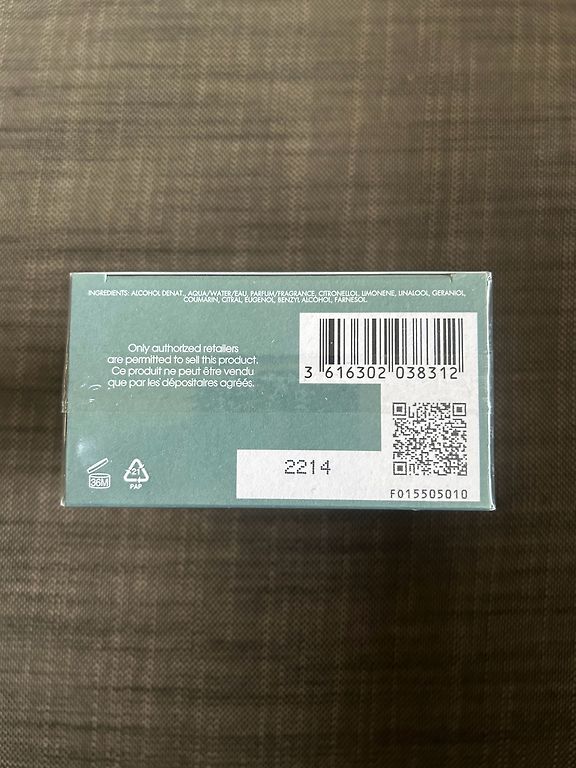 INGREDIENTS: ALCOHOL DENAT., AQUA/WATER/EAU, PARFUM/FRAGRANCE, CITRONELLOL, LIMONENE, LINALOOL, GERANIOL,
COUMARIN, CITRAL, EUGENOL, BENZYL ALCOHOL, FARNESOL.
Only authorized retailers
are permitted to sell this product.
Ce produit ne peut être vendu
que par les dépositaires agréés.
3 616302 038312
36M
21
PAP
2214
F015505010